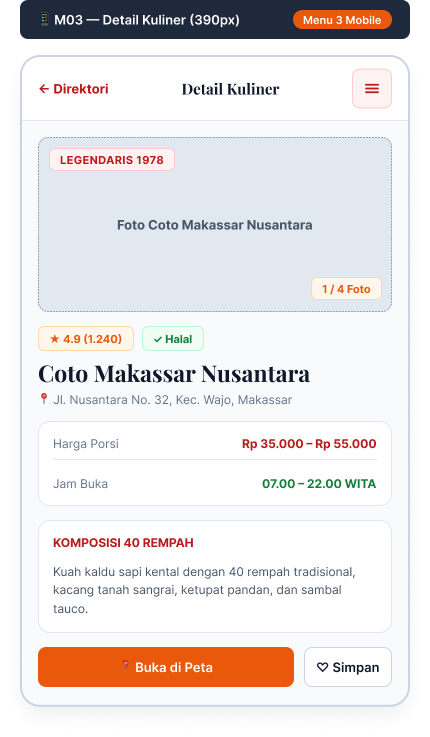 📱 M03 — Detail Kuliner (390px)
Menu 3 Mobile
← Direktori
Detail Kuliner
LEGENDARIS 1978
Foto Coto Makassar Nusantara
1 / 4 Foto
★ 4.9 (1.240)
✓ Halal
Coto Makassar Nusantara
📍 Jl. Nusantara No. 32, Kec. Wajo, Makassar
Harga Porsi
Rp 35.000 – Rp 55.000
Jam Buka
07.00 – 22.00 WITA
KOMPOSISI 40 REMPAH
Kuah kaldu sapi kental dengan 40 rempah tradisional,
kacang tanah sangrai, ketupat pandan, dan sambal
tauco.
📍 Buka di Peta
♡ Simpan